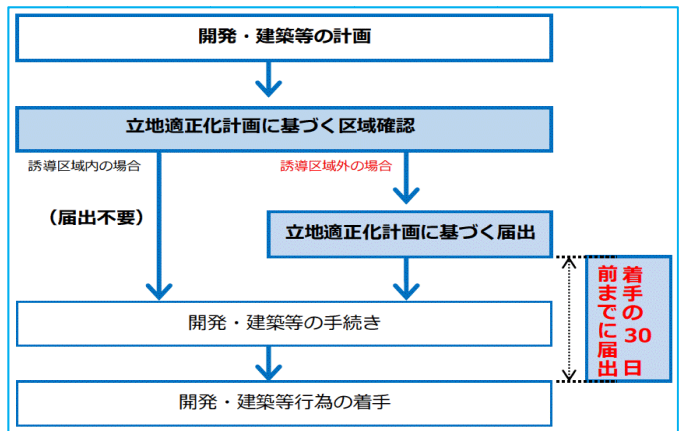 開発・建築等の計画
立地適正化計画に基づく区域確認
誘導区域内の場合
誘導区域外の場合
（届出不要）
立地適正化計画に基づく届出
着手の30日
前までに届出
開発・建築等の手続き
開発・建築等行為の着手